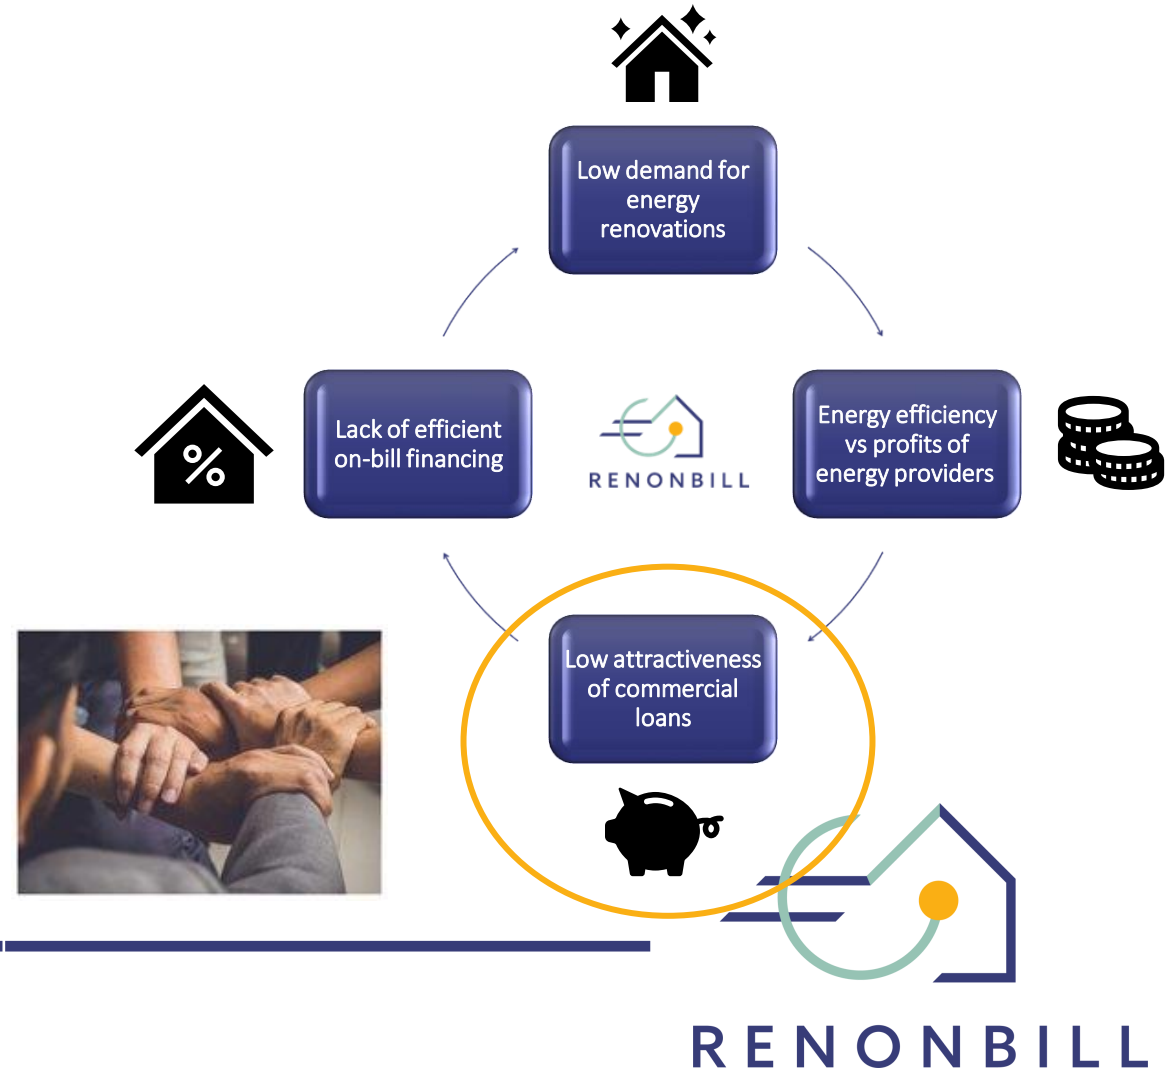 Low demand for
energy
renovations
Lack of efficient
on-bill financing
%
RENONBILL
Energy efficiency
vs profits of
energy providers
Low attractiveness
of commercial
loans
RENONBILL